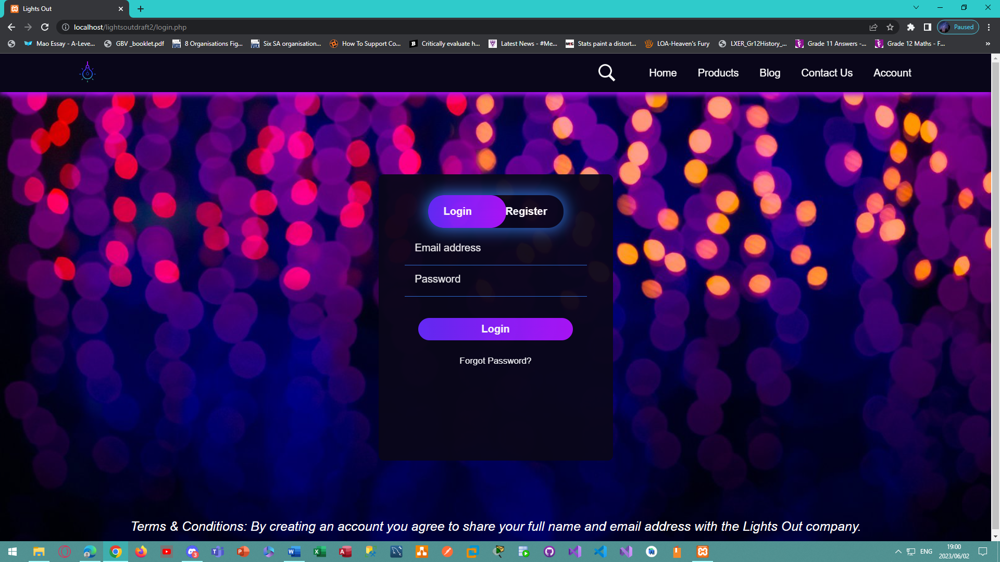 Lights Out
localhost/lightsoutdraft2/login.php
Paused
Mao Essay - A-Leve...
GBV_booklet.pdf
8 Organisations Fig...
Six SA organisation...
How To Support Co...
Critically evaluate h...
Latest News - #Me...
Stats paint a distort...
LOA-Heaven's Fury
LXER_Gr12History_...
Grade 11 Answers -...
Grade 12 Maths - F...
Home
Products
Blog
Contact Us
Account
Login
Register
Email address
Password
Login
Forgot Password?
Terms & Conditions: By creating an account you agree to share your full name and email address with the Lights Out company.
3
ENG
19:00
2023/06/02